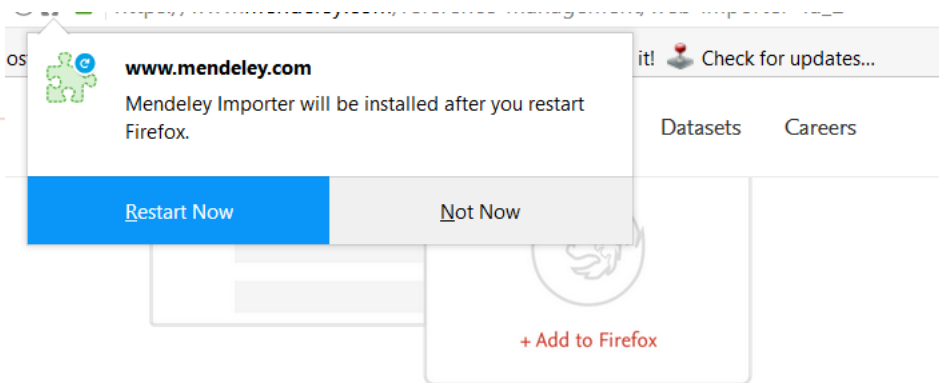 www.mendeley.com
os
it! Check for updates...
Mendeley Importer will be installed after you restart
Firefox.
Datasets Careers
Restart Now Not Now
+ Add to Firefox